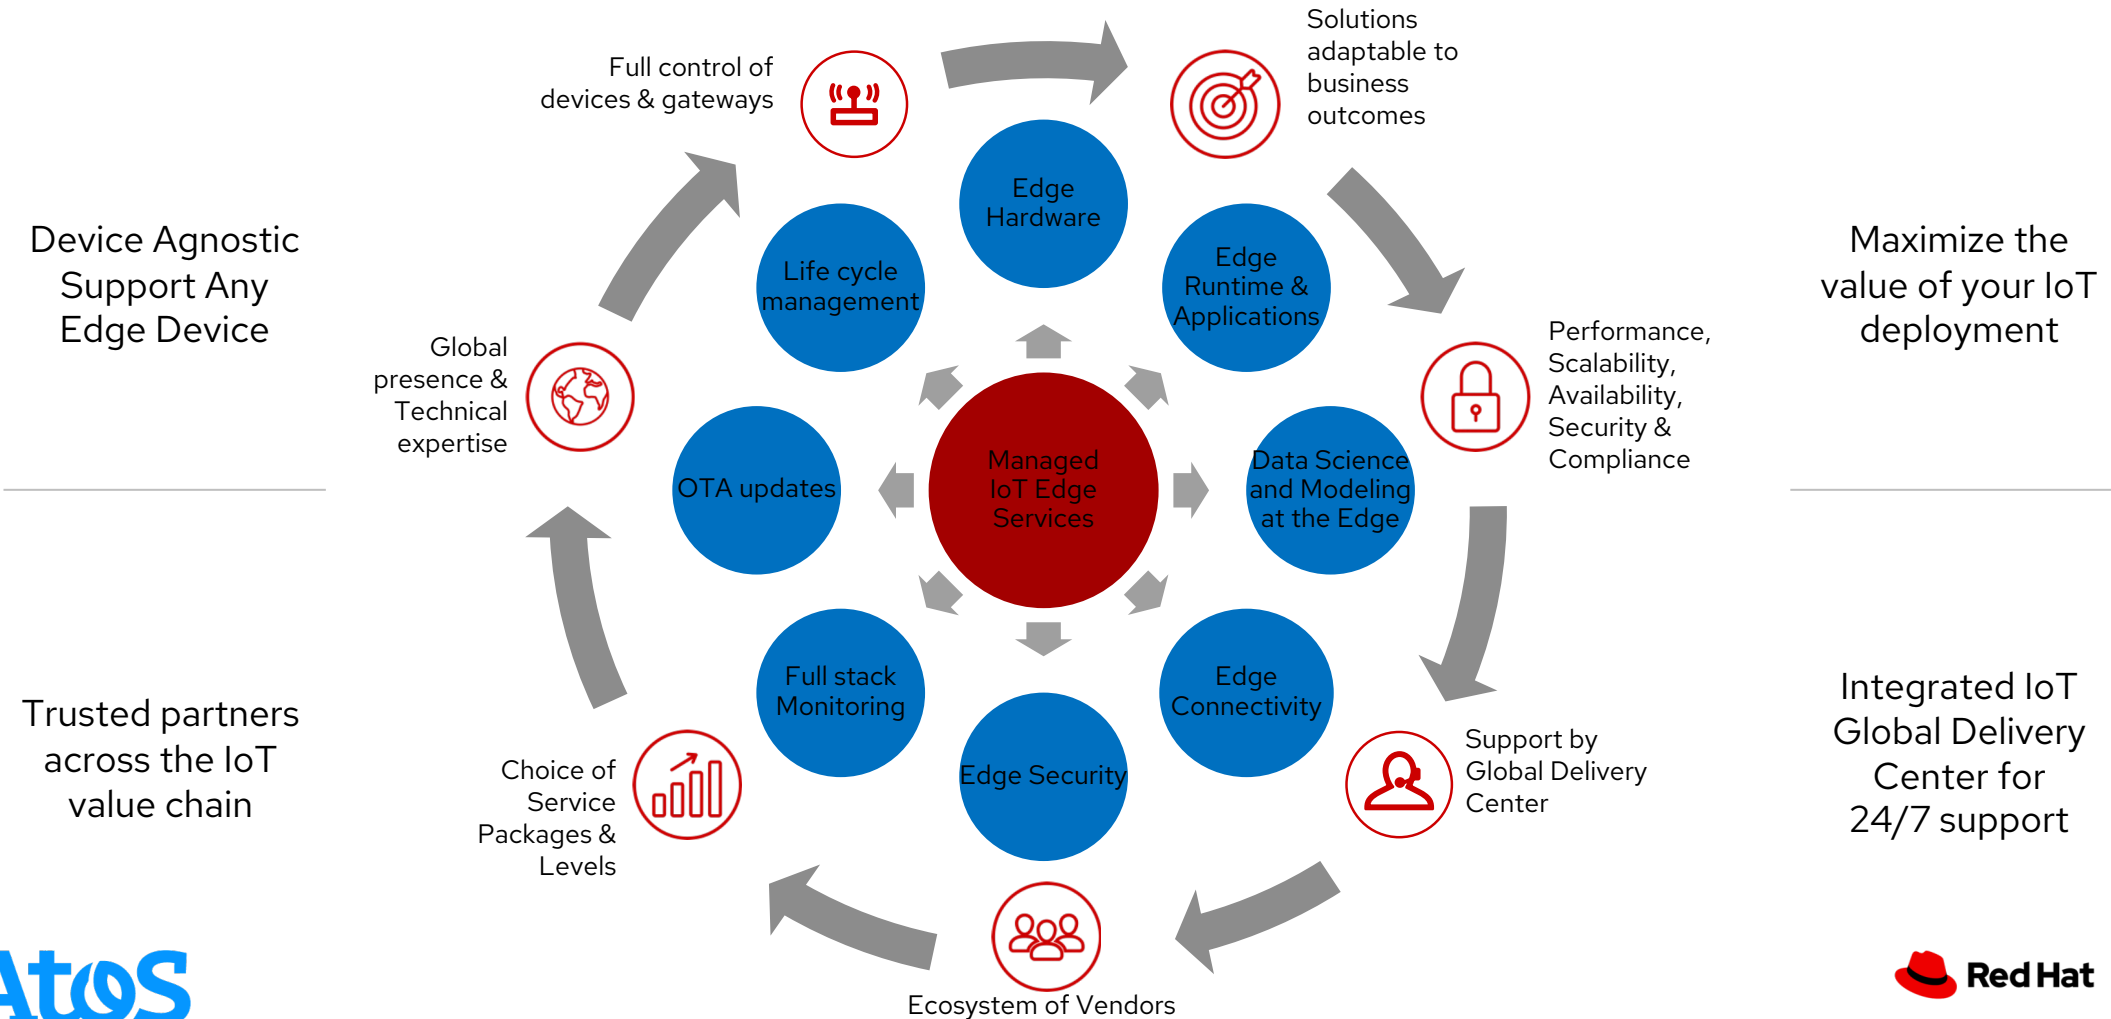 Solutions
adaptable to
business
outcomes
Full control of
devices & gateways
Edge
Hardware
Device Agnostic
Support Any
Edge Device
Life cycle
management
Edge
Runtime &
Applications
Maximize the
value of your IoT
deployment
Global
presence &
Technical
expertise
Performance,
Scalability,
Availability,
Security &
Compliance
OTA updates
Managed
IoT Edge
Services
Data Science
and Modeling
at the Edge
Trusted partners
across the IoT
value chain
Full stack
Monitoring
Edge
Connectivity
Integrated IoT
Global Delivery
Center for
24/7 support
Choice of
Service
Packages &
Levels
Edge Security
Support by
Global Delivery
Center
Ecosystem of Vendors
Atos
Red Hat